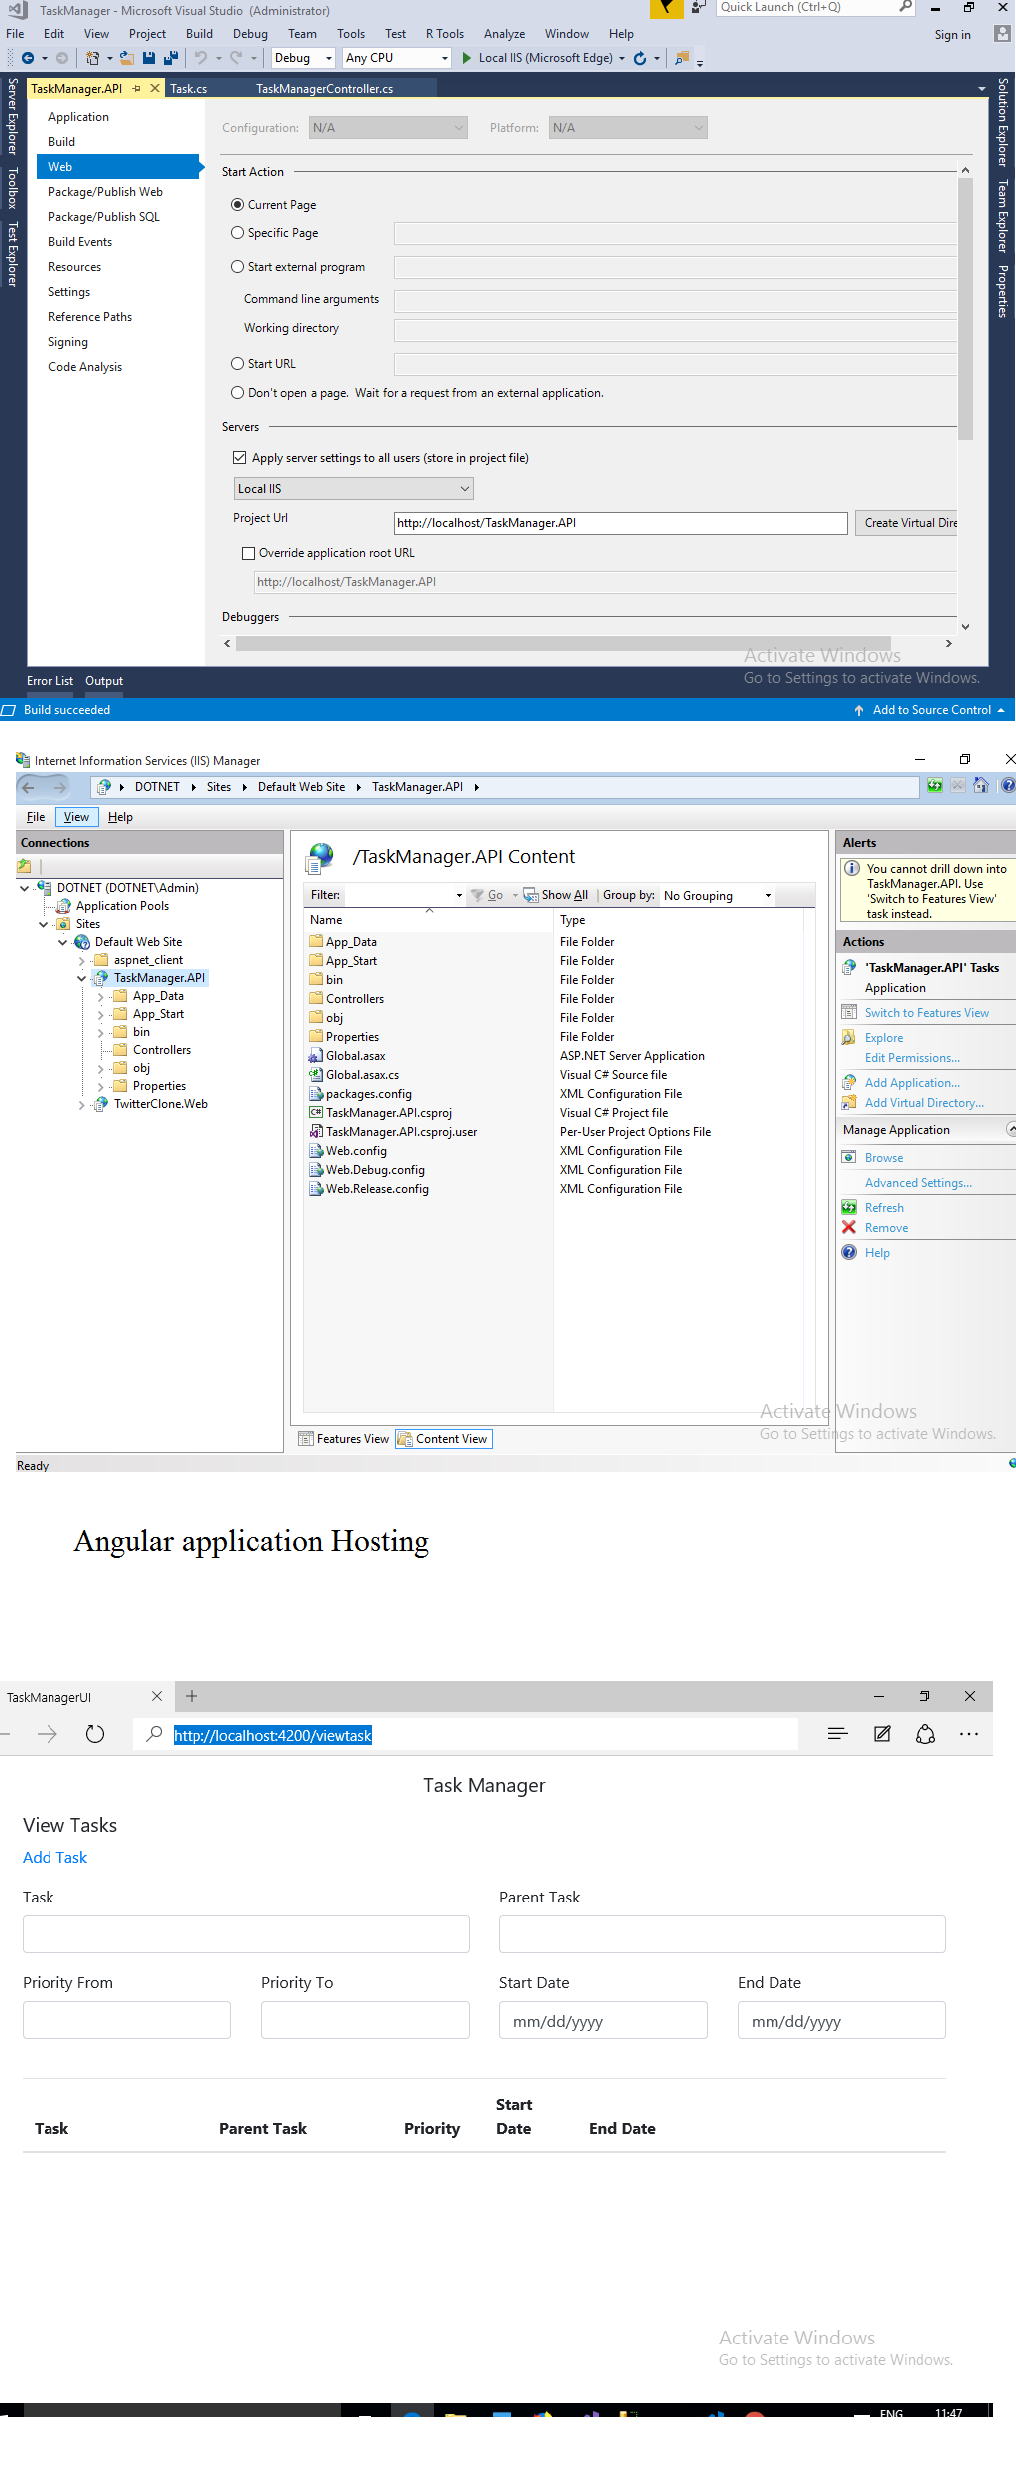 TaskManager - Microsoft Visual Studio (Administrator)
Quick Launch (Ctrl+Q)
File Edit View Project Build Debug Team Tools Test R Tools Analyze Window Help
Sign in
Debug Any CPU Local IIS (Microsoft Edge)
TaskManager.API Task.cs TaskManagerController.cs
Server Explorer
Toolbox
Test Explorer
Solution Explorer
Team Explorer
Properties
Application
Build
Web
Package/Publish Web
Package/Publish SQL
Build Events
Resources
Settings
Reference Paths
Signing
Code Analysis
Configuration: N/A Platform: N/A
Start Action
Current Page
Specific Page
Start external program
Command line arguments
Working directory
Start URL
Don't open a page. Wait for a request from an external application.
Servers
Apply server settings to all users (store in project file)
Local IIS
Project Url http://localhost/TaskManager.API Create Virtual Dire
Override application root URL
http://localhost/TaskManager.API
Debuggers
Activate Windows
Go to Settings to activate Windows.
Error List Output
Build succeeded
Add to Source Control
Internet Information Services (IIS) Manager
DOTNET Sites Default Web Site TaskManager.API
File View Help
Connections
DOTNET (DOTNET\Admin)
Application Pools
Sites
Default Web Site
aspnet_client
TaskManager.API
App_Data
App_Start
bin
Controllers
obj
Properties
TwitterClone.Web
/TaskManager.API Content
Filter: Go Show All Group by: No Grouping
Name Type
App_Data File Folder
App_Start File Folder
bin File Folder
Controllers File Folder
obj File Folder
Properties File Folder
Global.asax ASP.NET Server Application
Global.asax.cs Visual C# Source file
packages.config XML Configuration File
TaskManager.API.csproj Visual C# Project file
TaskManager.API.csproj.user Per-User Project Options File
Web.config XML Configuration File
Web.Debug.config XML Configuration File
Web.Release.config XML Configuration File
Features View Content View
Alerts
You cannot drill down into
TaskManager.API. Use
'Switch to Features View'
task instead.
Actions
'TaskManager.API' Tasks
Application
Switch to Features View
Explore
Edit Permissions...
Add Application...
Add Virtual Directory...
Manage Application
Browse
Advanced Settings...
Refresh
Remove
Help
Activate Windows
Go to Settings to activate Windows.
Ready
Angular application Hosting
TaskManagerUI
http://localhost:4200/viewtask
Task Manager
View Tasks
Add Task
Task Parent Task
Priority From Priority To Start Date End Date
mm/dd/yyyy mm/dd/yyyy
Task Parent Task Priority Start Date End Date
Activate Windows
Go to Settings to activate Windows.
ENG 11:47